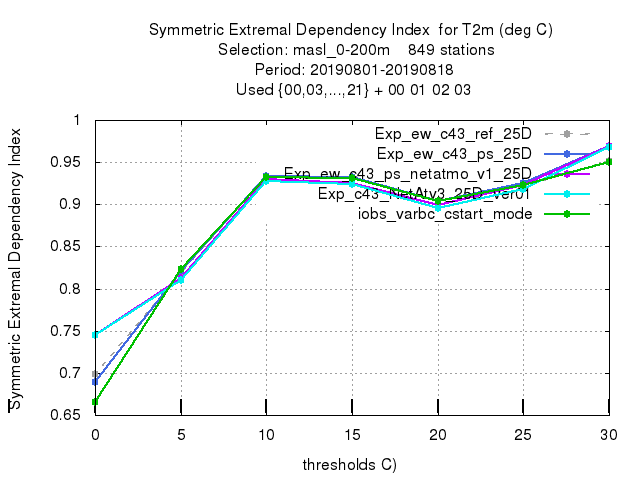 Symmetric Extremal Dependency Index for T2m (deg C)
Selection: masl_0-200m 849 stations
Period: 20190801-20190818
Used {00,03,...,21} + 00 01 02 03
Symmetric Extremal Dependency Index
1
0.95
0.9
0.85
0.8
0.75
0.7
0.65
Exp_ew_c43_ref_25D
Exp_ew_c43_ps_25D
Exp_ew_c43_ps_netatmo_v1_25D
Exp_c43_NetAtv3_25D_ver01
iobs_varbc_cstart_mode
0 5 10 15 20 25 30
thresholds C)